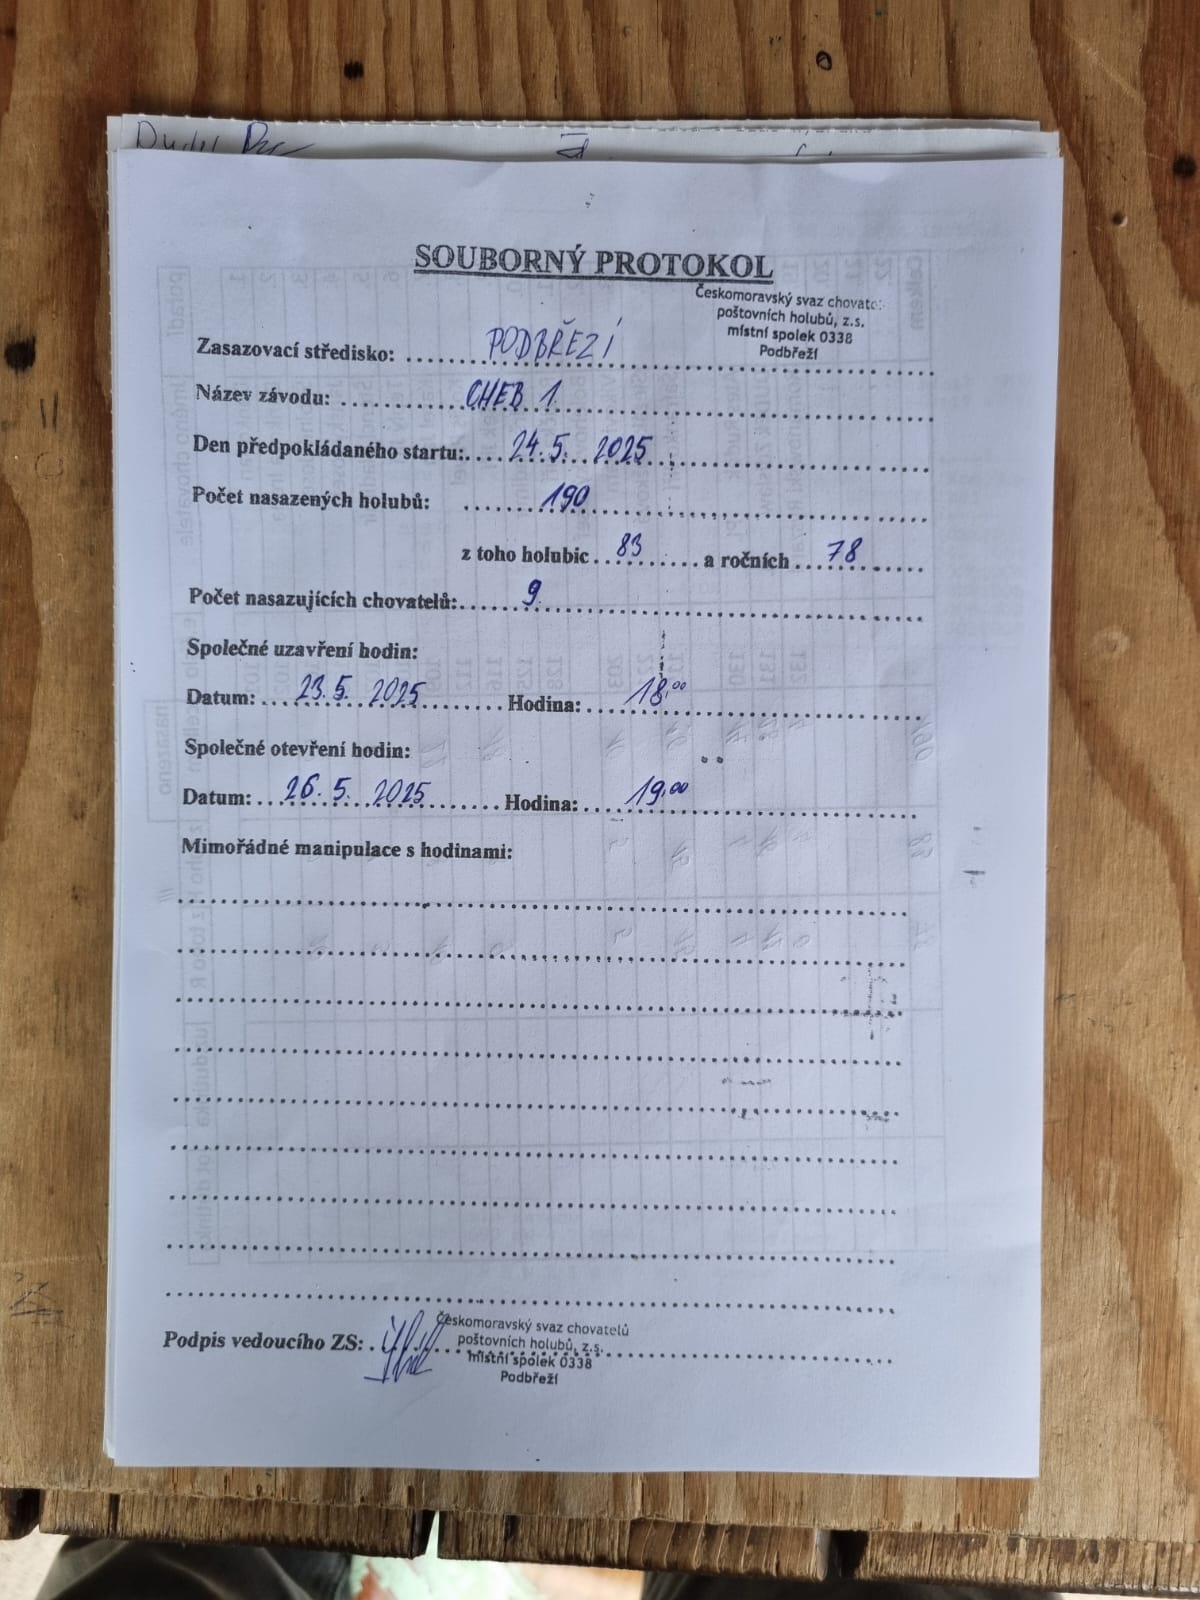 SOUBORNÝ PROTOKOL
Českomoravský svaz chovate
poštovních holubů, z.s.
místní spolek 0338
Podbřeží
Zasazovací středisko: PODBŘEZÍ
Název závodu: CHEB 1
Den předpokládaného startu: 24.5. 2025
Počet nasazených holubů: 190
z toho holubic 83 a ročních 78
Počet nasazujících chovatelů: 9
Společné uzavření hodin:
Datum: 23.5. 2025 Hodina: 18,00
Společné otevření hodin:
Datum: 26.5. 2025 Hodina: 19,00
Mimořádné manipulace s hodinami:
Podpis vedoucího ZS:
Českomoravský svaz chovatelů
poštovních holubů, z.s.
místní spolek 0338
Podbřeží